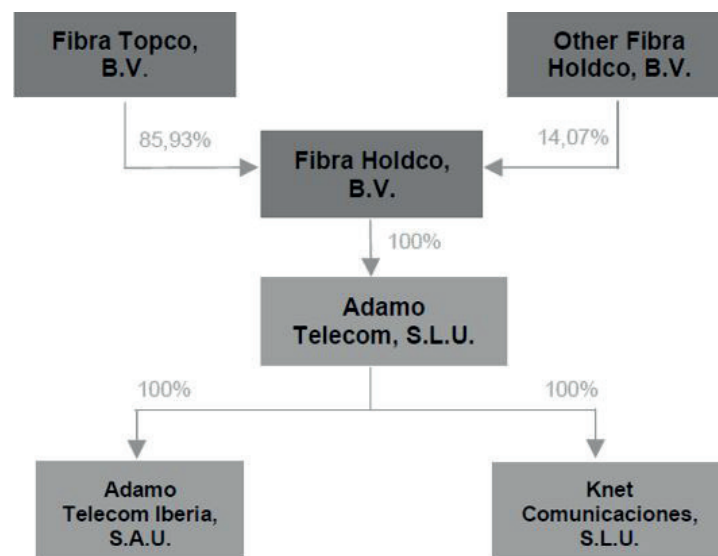 Fibra Topco,
B.V.
Other Fibra
Holdco, B.V.
85,93%
14,07%
Fibra Holdco,
B.V.
100%
Adamo
Telecom, S.L.U.
100%
100%
Adamo
Telecom Iberia,
S.A.U.
Knet
Comunicaciones,
S.L.U.